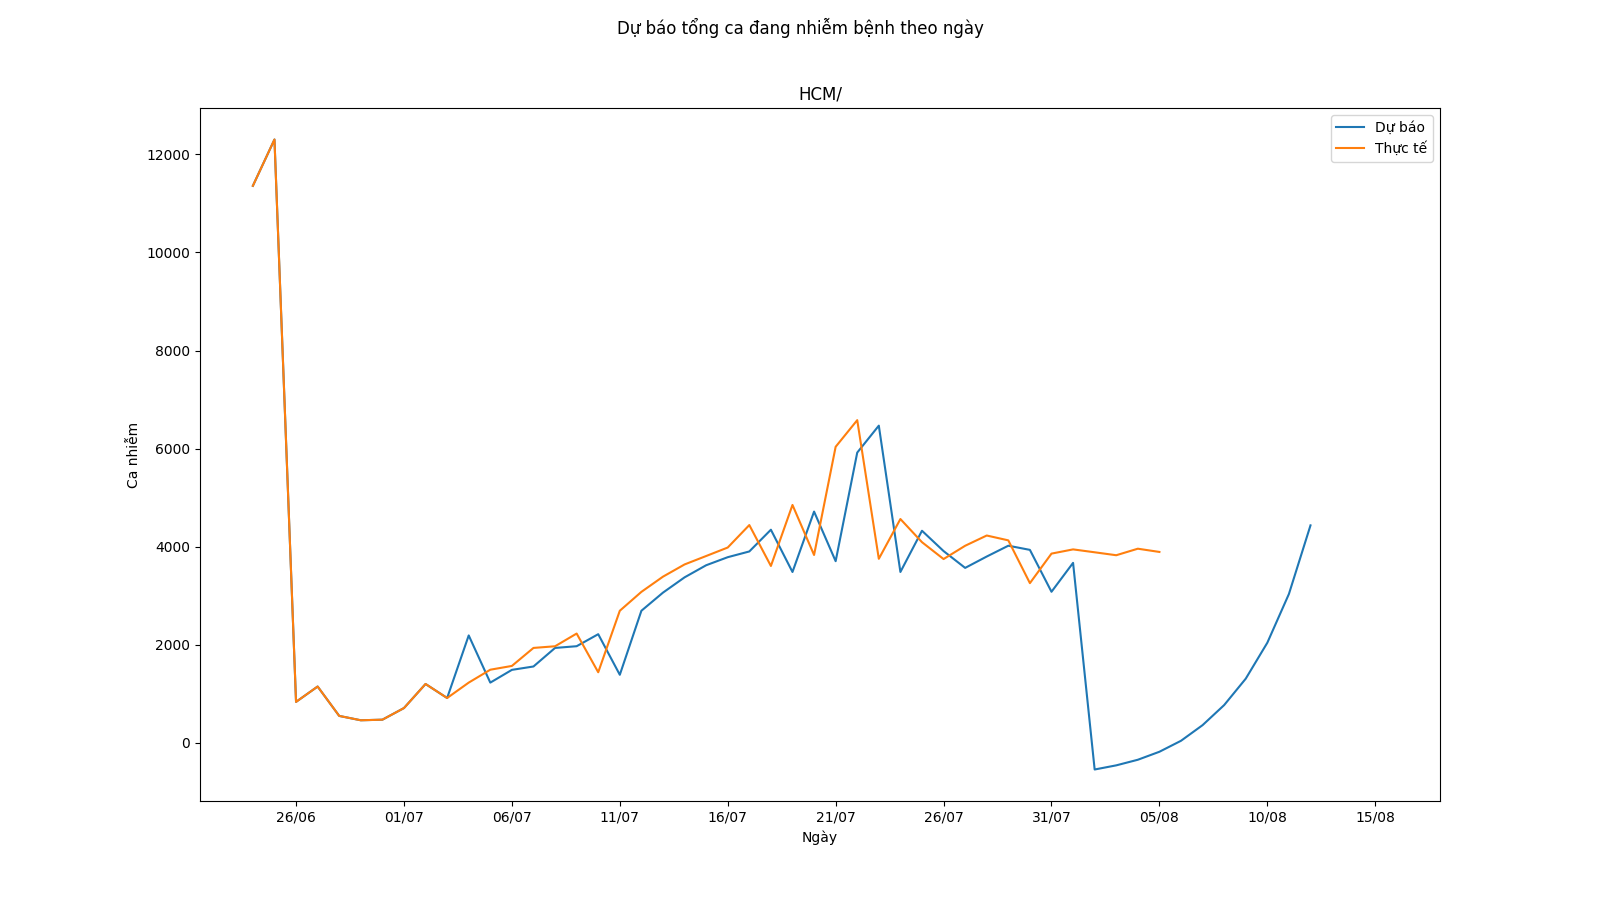 Dự báo tổng ca đang nhiễm bệnh theo ngày
HCM/
Dự báo
Thực tế
12000
10000
8000
6000
4000
2000
0
Ca nhiễm
26/06 01/07 06/07 11/07 16/07 21/07 26/07 31/07 05/08 10/08 15/08
Ngày